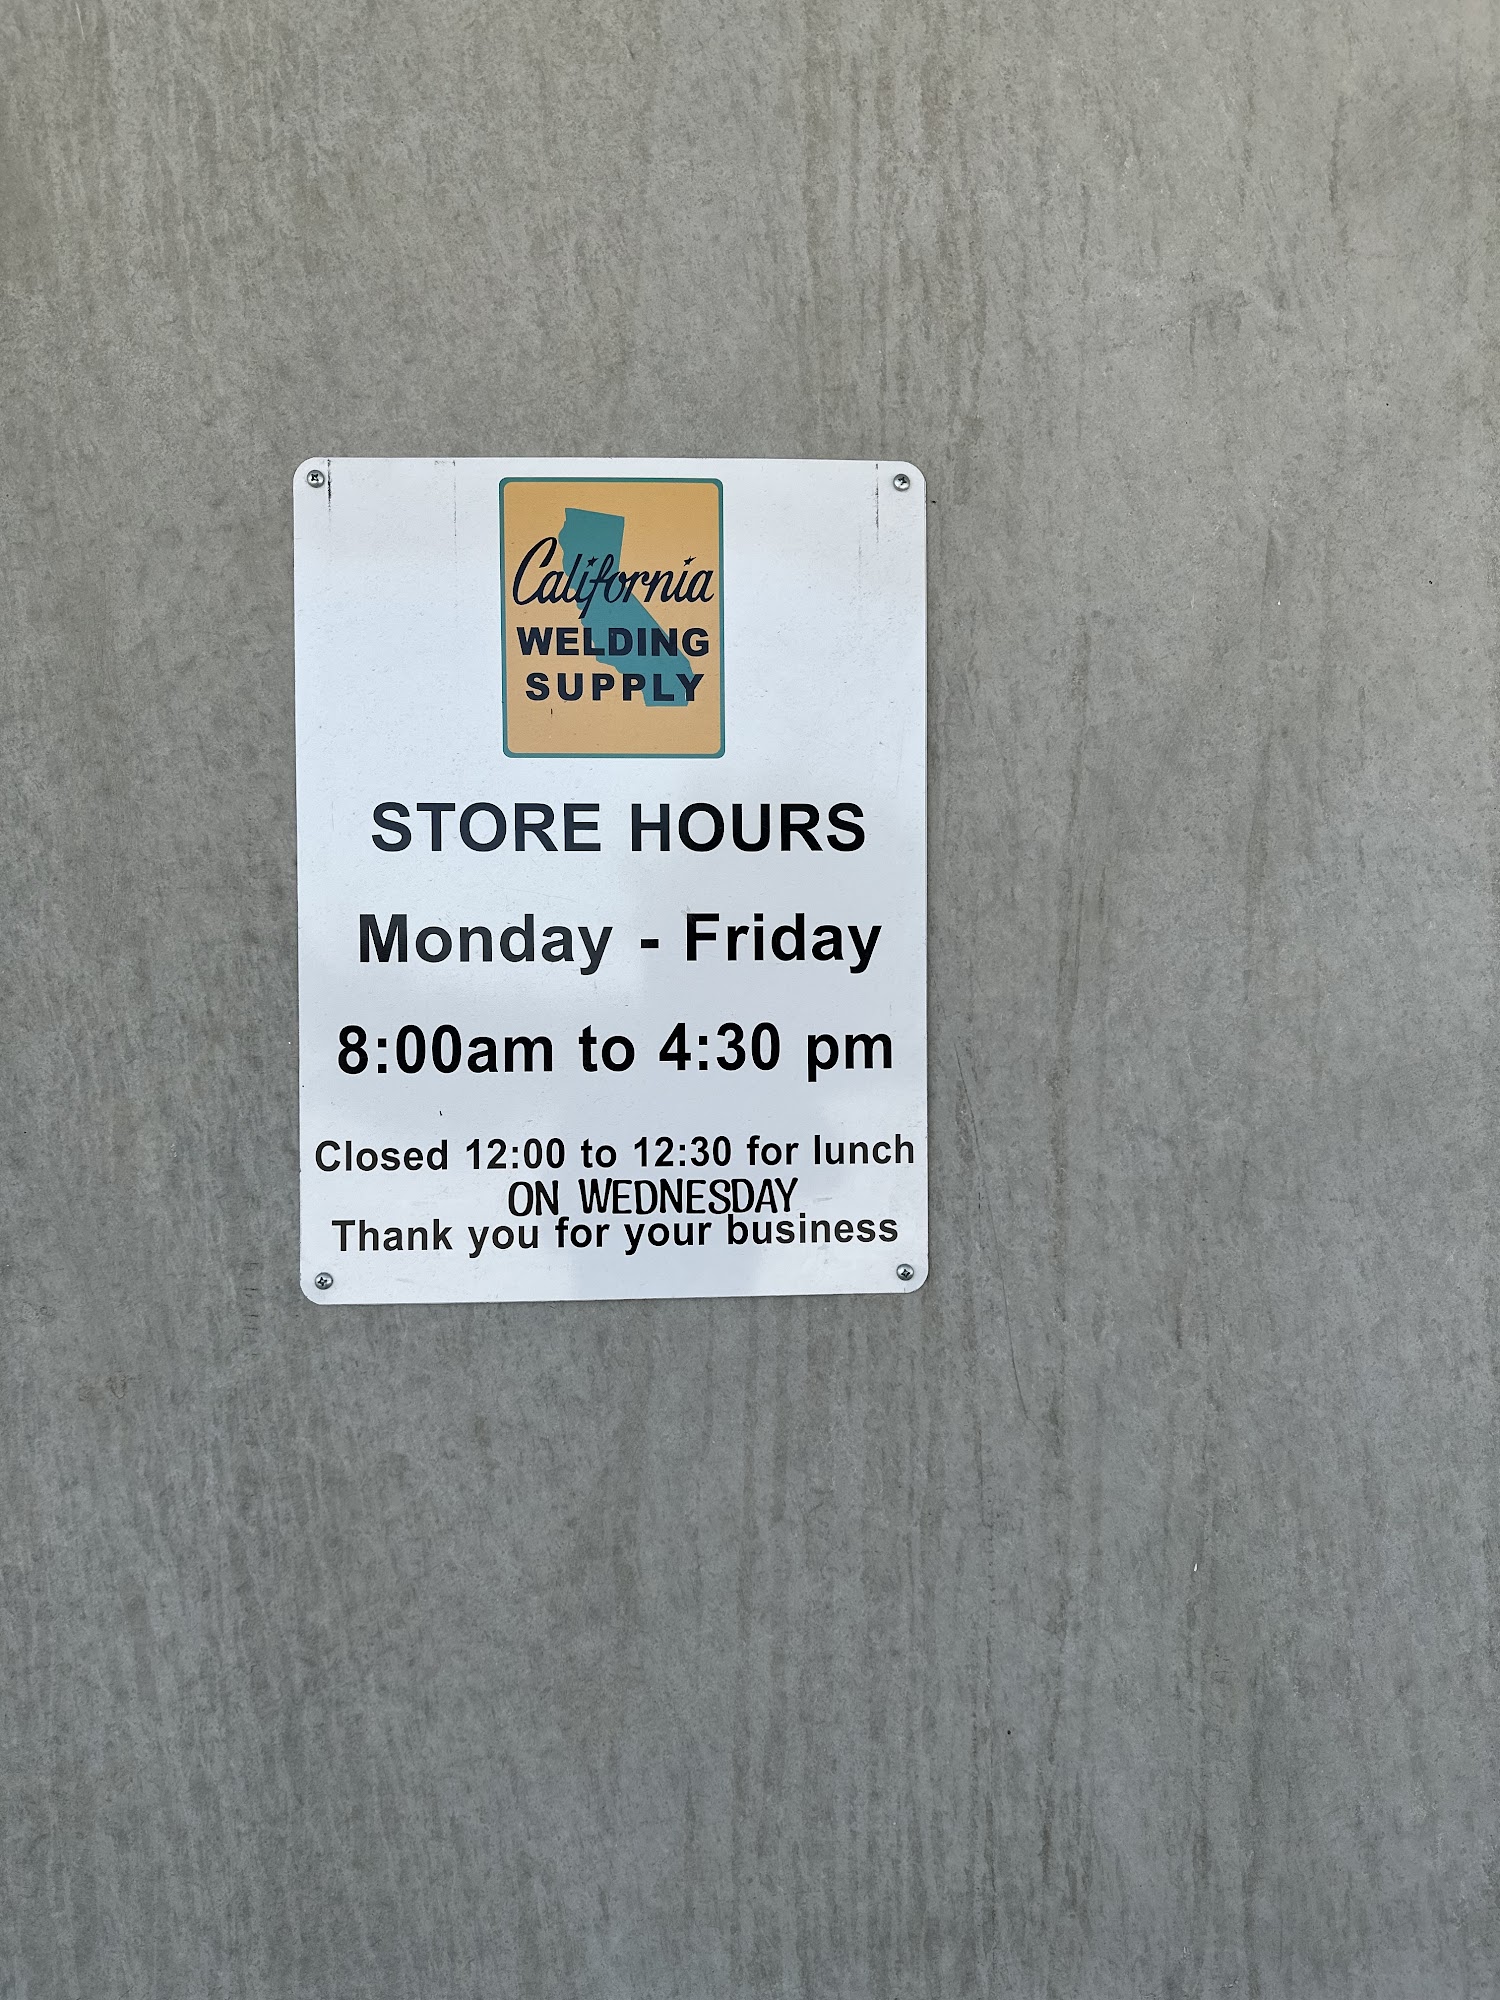 California
WELDING
SUPPLY
STORE HOURS
Monday - Friday
8:00am to 4:30 pm
Closed 12:00 to 12:30 for lunch
ON WEDNESDAY
Thank you for your business